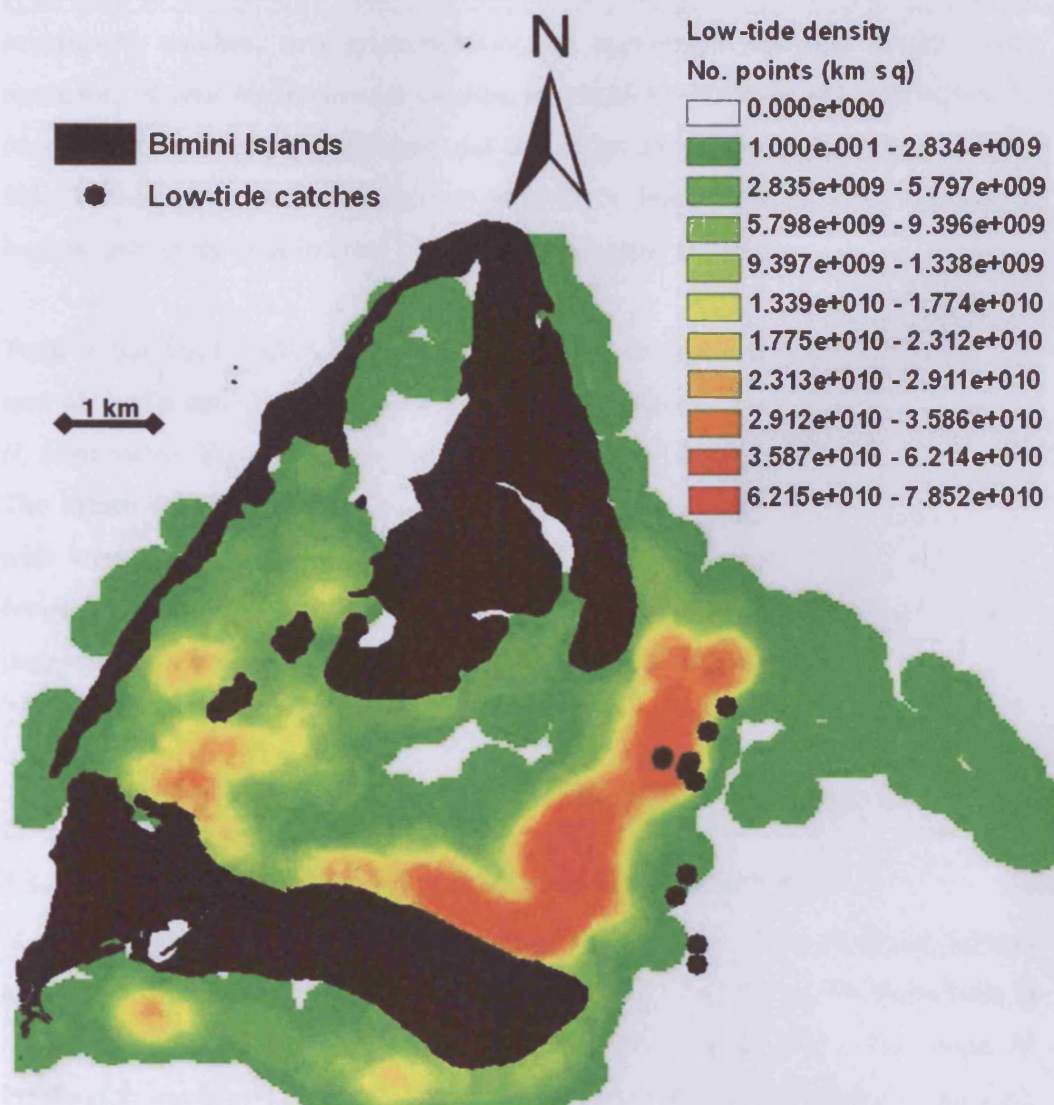 N
Bimini Islands
Low-tide catches
1 km
Low-tide density
No. points (km sq)
0.000e+000
1.000e-001 - 2.834e+009
2.835e+009 - 5.797e+009
5.798e+009 - 9.396e+009
9.397e+009 - 1.338e+009
1.339e+010 - 1.774e+010
1.775e+010 - 2.312e+010
2.313e+010 - 2.911e+010
2.912e+010 - 3.586e+010
3.587e+010 - 6.214e+010
6.215e+010 - 7.852e+010